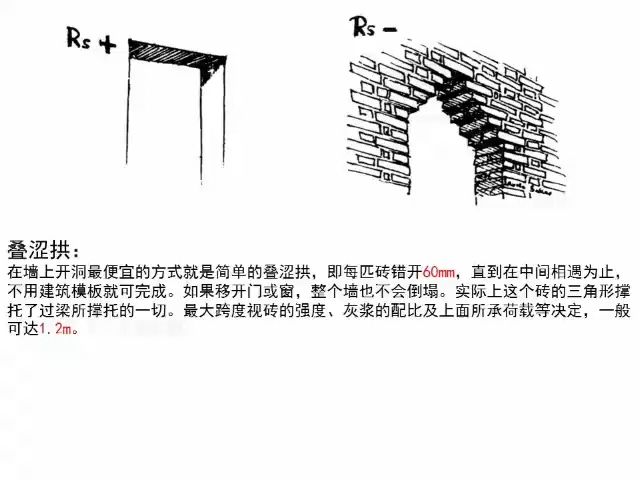 Rs +
Rs -
叠涩拱：
在墙上开洞最便宜的方式就是简单的叠涩拱，即每匹砖错开60mm，直到在中间相遇为止，
不用建筑模板就可完成。如果移开门或窗，整个墙也不会倒塌。实际上这个砖的三角形撑
托了过梁所撑托的一切。最大跨度视砖的强度、灰浆的配比及上面所承荷载等决定，一般
可达1.2m。